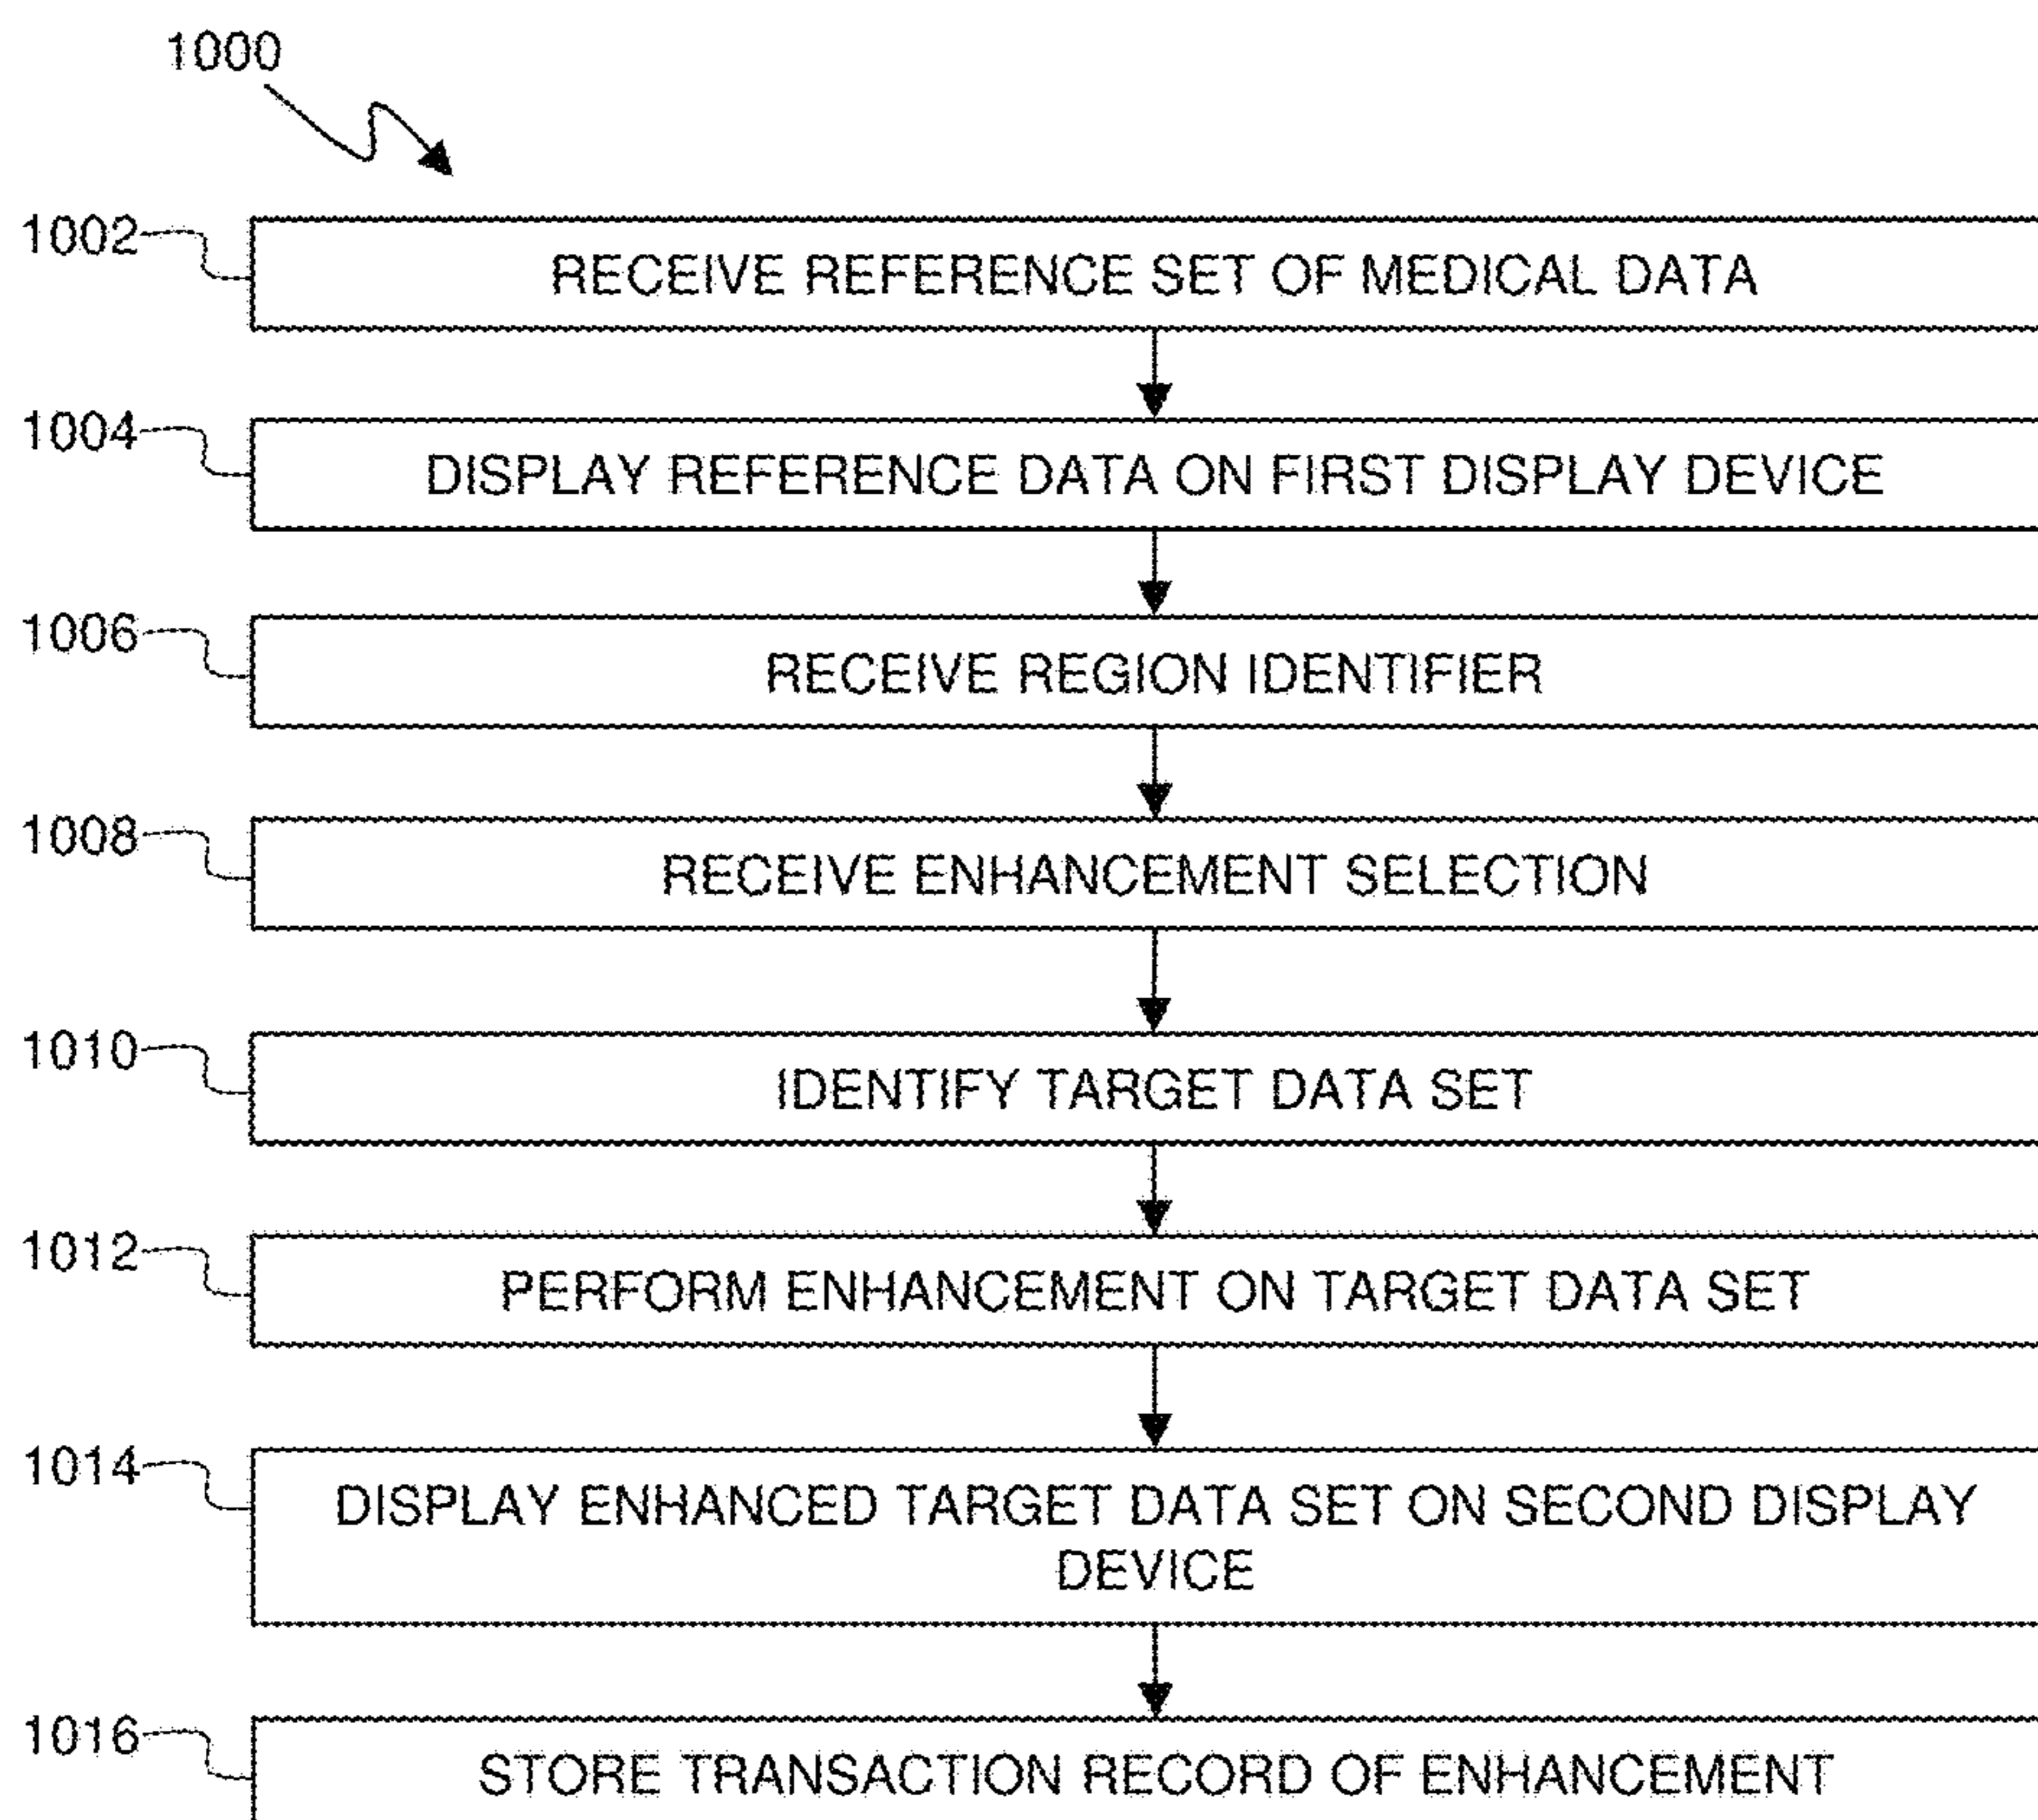 1000
1002
RECEIVE REFERENCE SET OF MEDICAL DATA
1004
DISPLAY REFERENCE DATA ON FIRST DISPLAY DEVICE
1006
RECEIVE REGION IDENTIFIER
1008
RECEIVE ENHANCEMENT SELECTION
1010
IDENTIFY TARGET DATA SET
1012
PERFORM ENHANCEMENT ON TARGET DATA SET
1014
DISPLAY ENHANCED TARGET DATA SET ON SECOND DISPLAY
DEVICE
1016
STORE TRANSACTION RECORD OF ENHANCEMENT